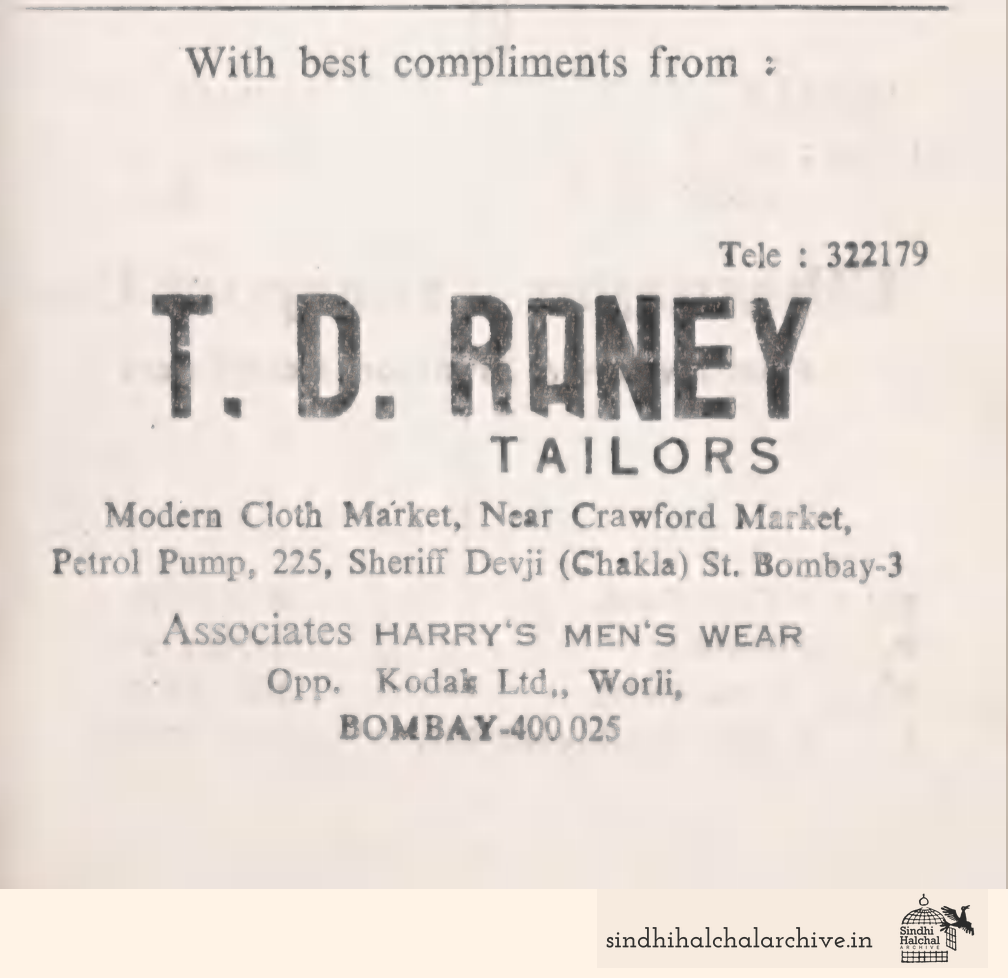 With best compliments from :
Tele : 322179
T. D. RANEY
TAILORS
Modern Cloth Market, Near Crawford Market,
Petrol Pump, 225, Sheriff Devji (Chakla) St. Bombay-3
Associates HARRY'S MEN'S WEAR
Opp. Kodak Ltd,, Worli,
BOMBAY-400 025
sindhihalchalarchive.in
Sindhi
Halchal
ARCHIVE